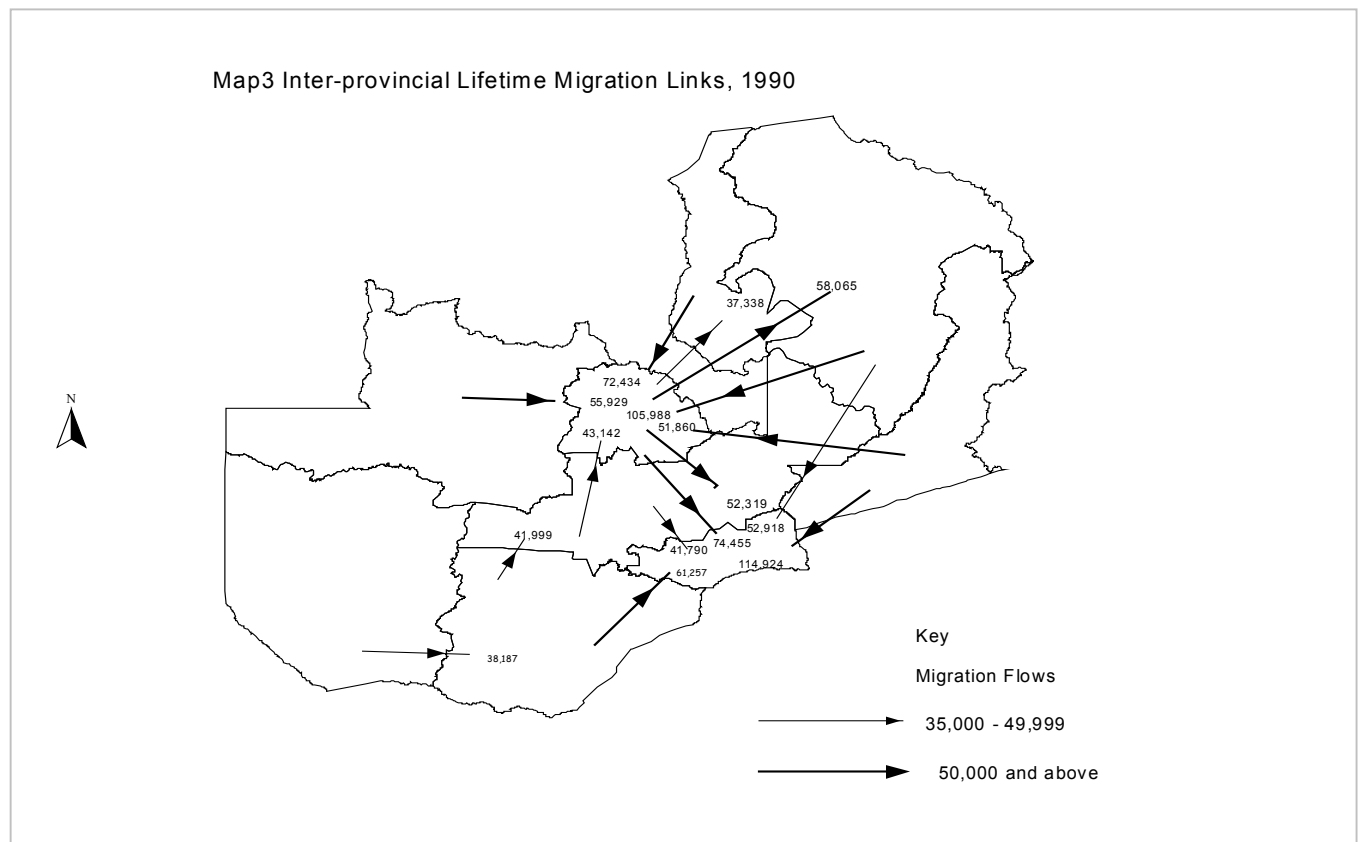 Map3 Inter-provincial Lifetime Migration Links, 1990
58,065
37,338
72,434
55,929
105,988
51,860
43,142
N
52,319
52,918
41,999
74,455
41,790
114,924
61,257
38,187
Key
Migration Flows
35,000 - 49,999
50,000 and above